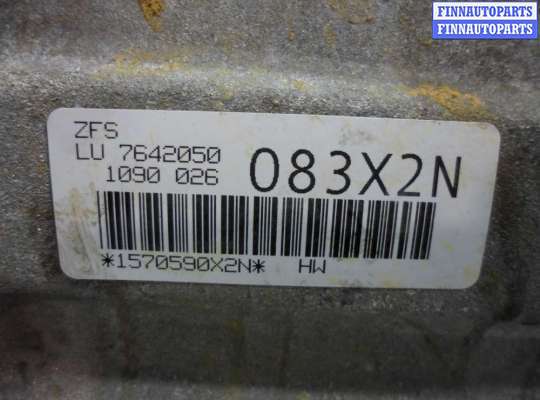 FINNAUTOPARTS
FINNAUTOPARTS
ZFS
LU 7642050
1090 026
083X2N
*1570590X2N* HW